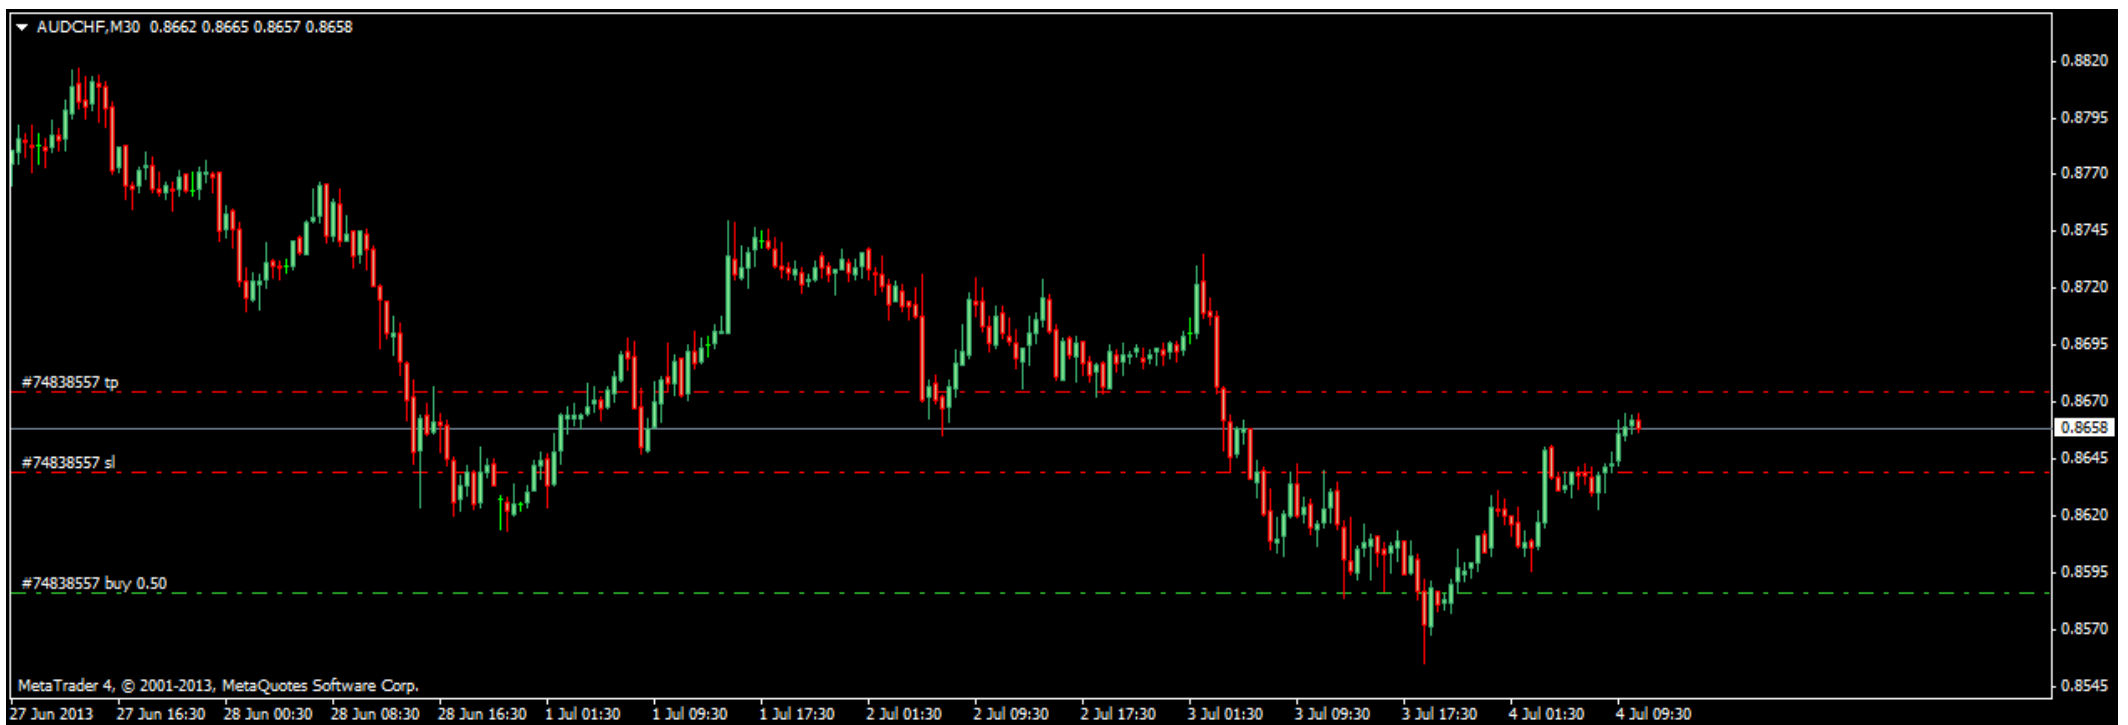 AUDCHF,M30 0.8662 0.8665 0.8657 0.8658
0.8820
0.8795
0.8770
0.8745
0.8720
0.8695
#74838557 tp
0.8670
0.8658
#74838557 sl
0.8645
0.8620
#74838557 buy 0.50
0.8595
0.8570
MetaTrader 4, © 2001-2013, MetaQuotes Software Corp.
0.8545
27 Jun 2013 27 Jun 16:30 28 Jun 00:30 28 Jun 08:30 28 Jun 16:30 1 Jul 01:30 1 Jul 09:30 1 Jul 17:30 2 Jul 01:30 2 Jul 09:30 2 Jul 17:30 3 Jul 01:30 3 Jul 09:30 3 Jul 17:30 4 Jul 01:30 4 Jul 09:30